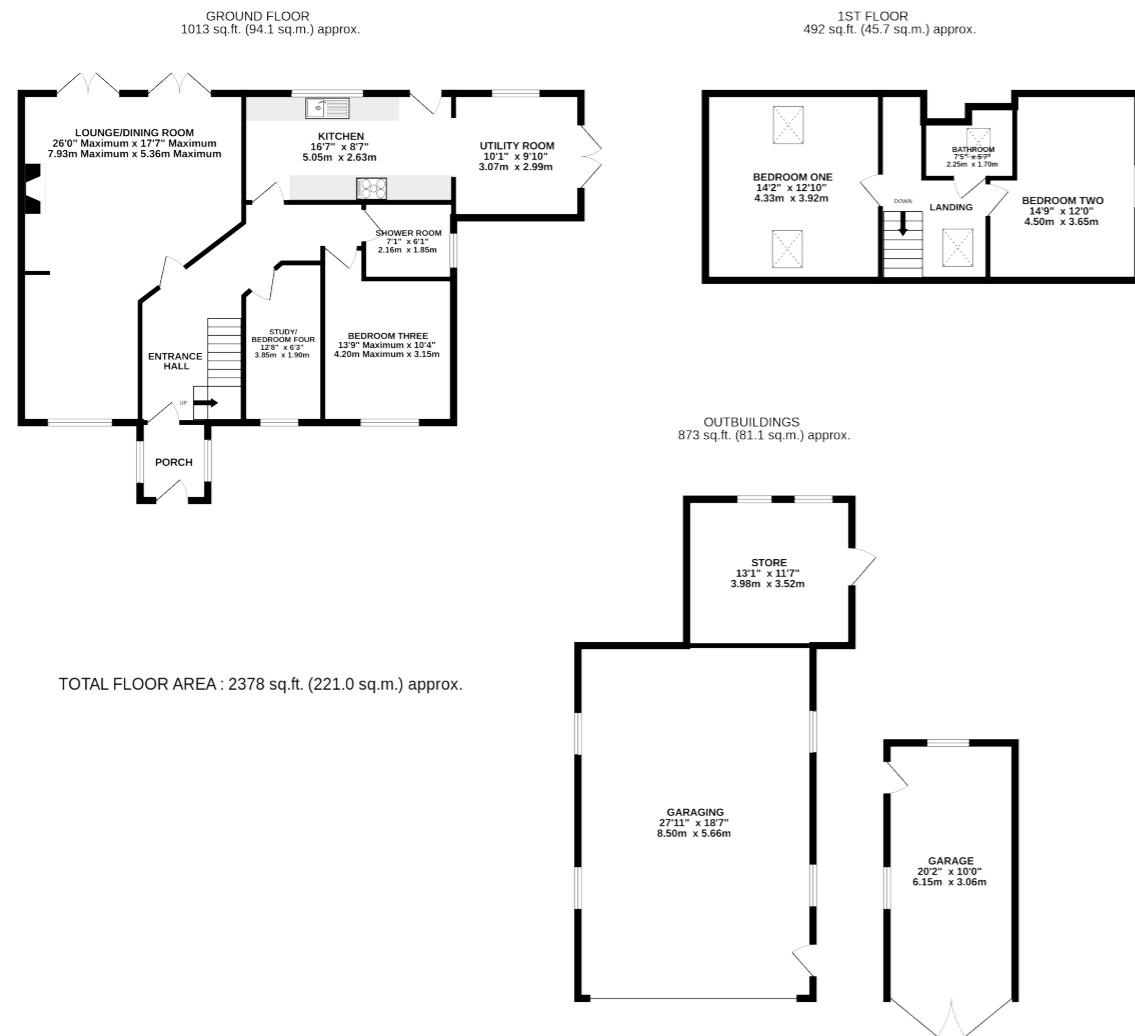 GROUND FLOOR
1013 sq.ft. (94.1 sq.m.) approx.
1ST FLOOR
492 sq.ft. (45.7 sq.m.) approx.
LOUNGE/DINING ROOM
26'0" Maximum x 17'7" Maximum
7.93m Maximum x 5.36m Maximum
KITCHEN
16'7" x 8'7"
5.05m x 2.63m
UTILITY ROOM
10'1" x 9'10"
3.07m x 2.99m
SHOWER ROOM
7'1" x 6'1"
2.16m x 1.85m
STUDY/
BEDROOM FOUR
12'8" x 6'3"
3.85m x 1.90m
BEDROOM THREE
13'9" Maximum x 10'4"
4.20m Maximum x 3.15m
ENTRANCE
HALL
UP
PORCH
BEDROOM ONE
14'2" x 12'10"
4.33m x 3.92m
BATHROOM
7'5" x 5'7"
2.25m x 1.70m
DOWN
LANDING
BEDROOM TWO
14'9" x 12'0"
4.50m x 3.65m
OUTBUILDINGS
873 sq.ft. (81.1 sq.m.) approx.
STORE
13'1" x 11'7"
3.98m x 3.52m
TOTAL FLOOR AREA : 2378 sq.ft. (221.0 sq.m.) approx.
GARAGING
27'11" x 18'7"
8.50m x 5.66m
GARAGE
20'2" x 10'0"
6.15m x 3.06m